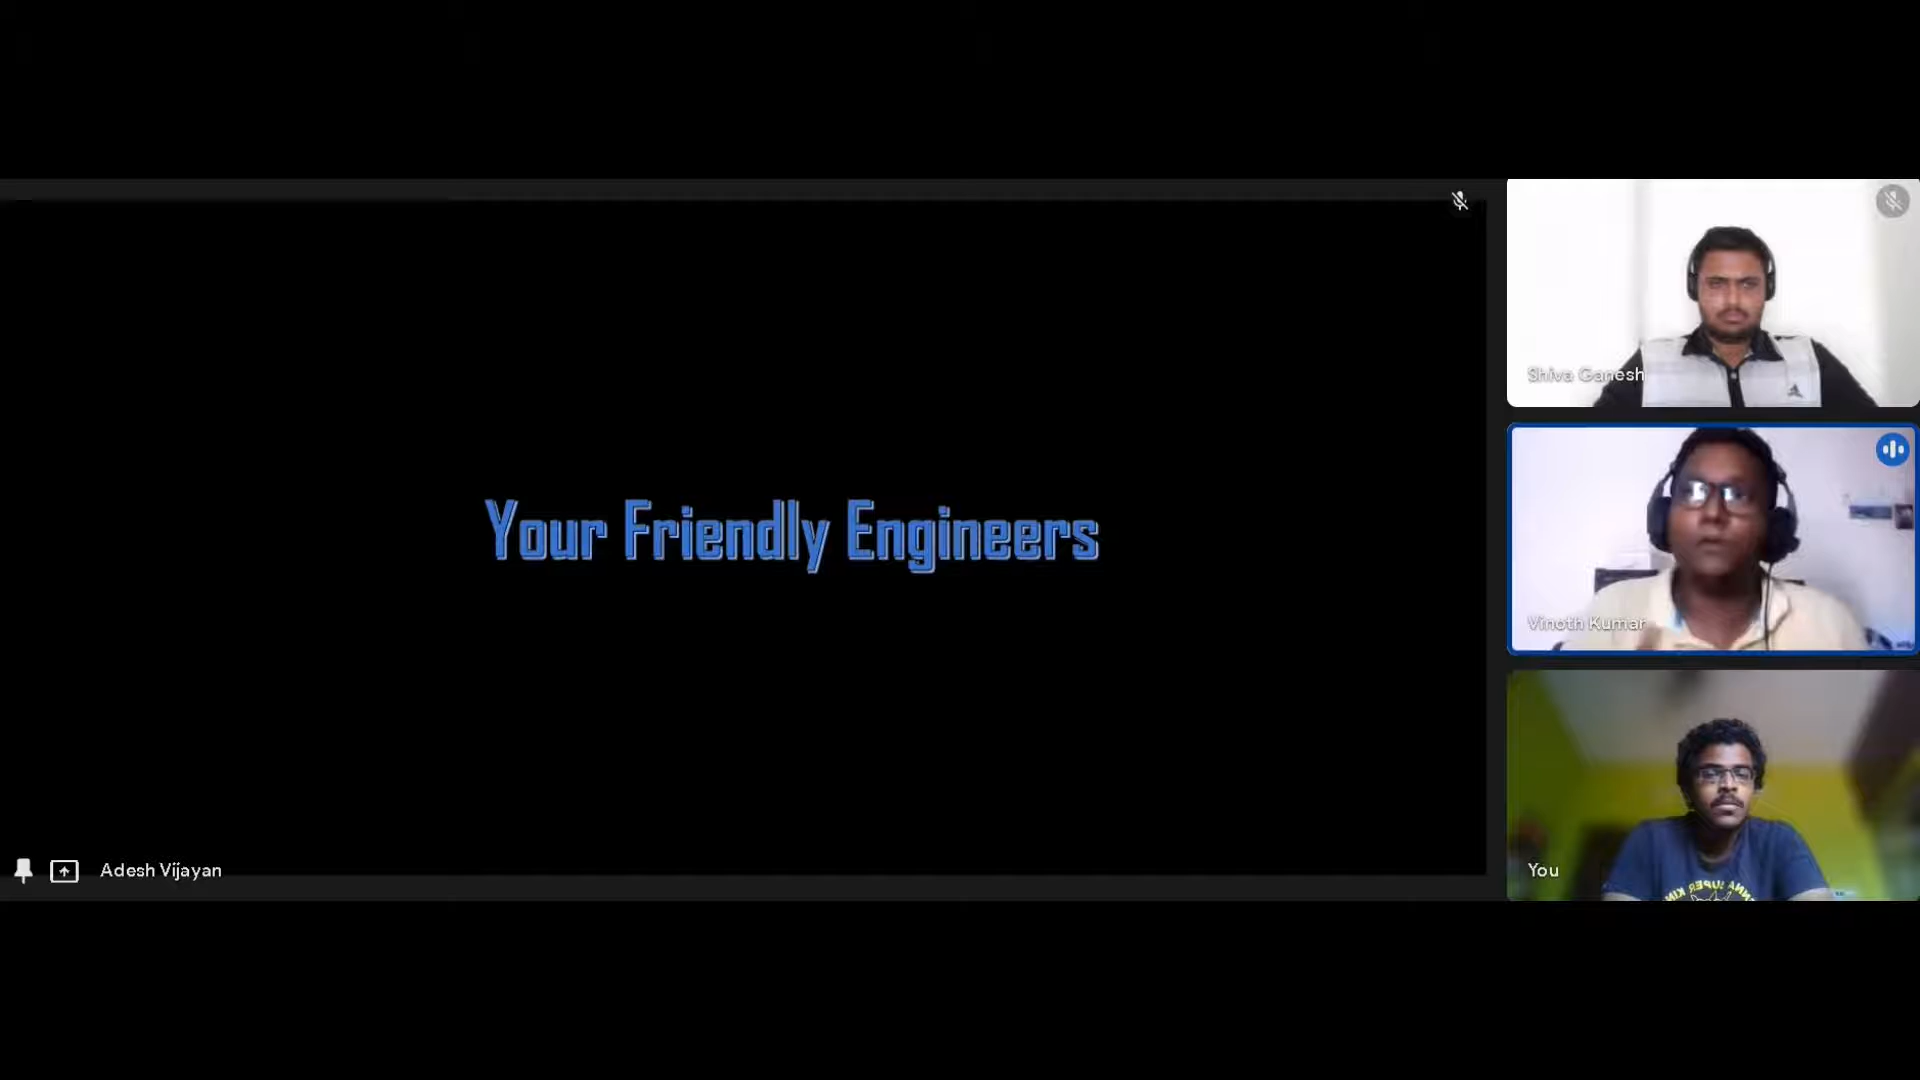 Your Friendly Engineers
Adesh Vijayan
Shiva Ganesh
Vinoth Kumar
You